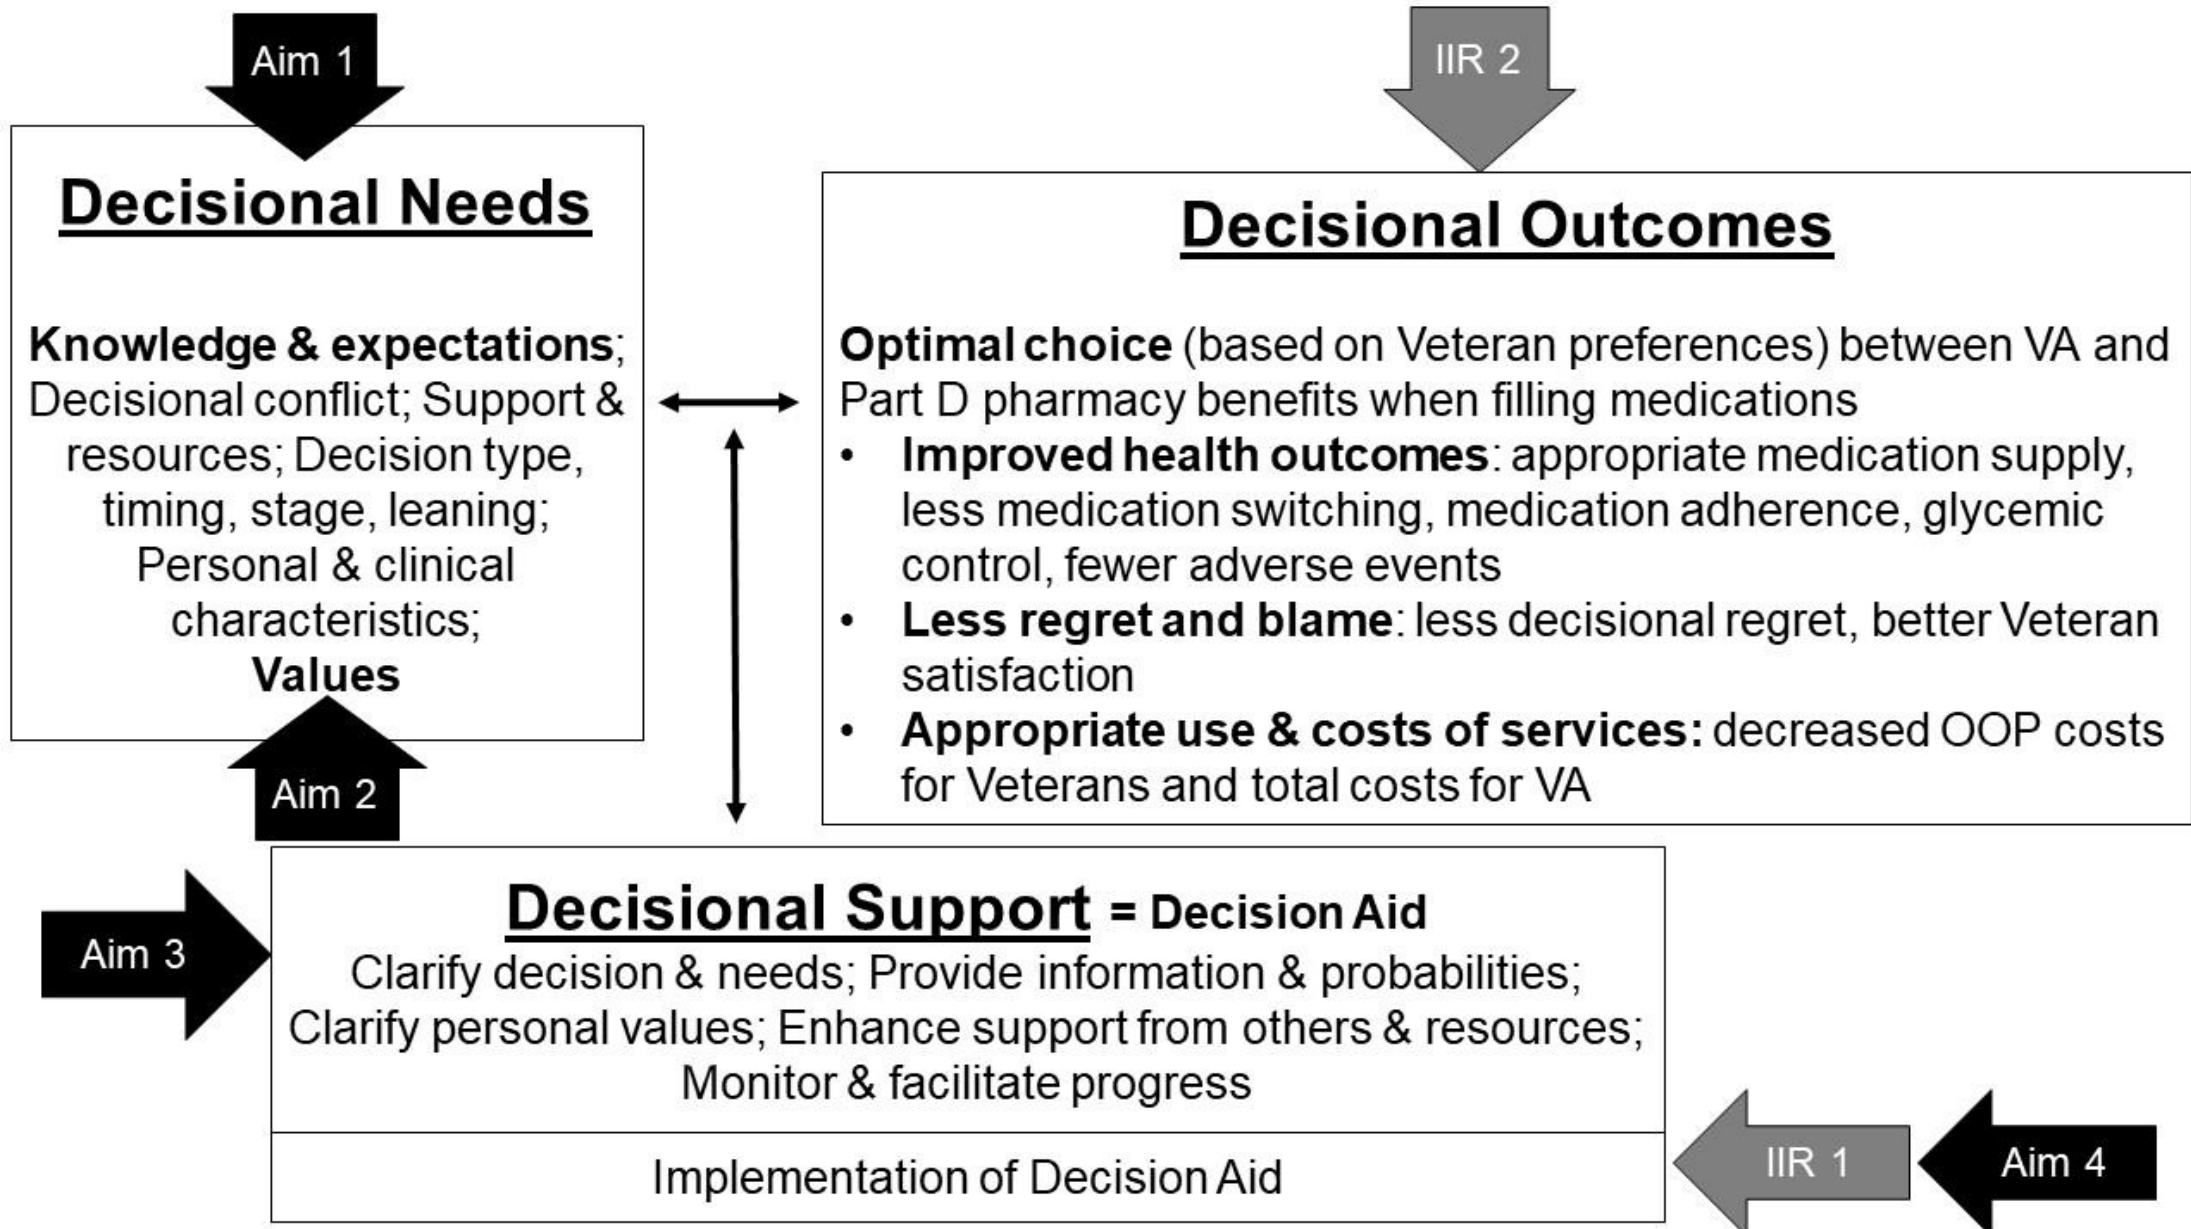 Aim 1
IIR 2
Decisional Needs
Knowledge & expectations;
Decisional conflict; Support &
resources; Decision type,
timing, stage, leaning;
Personal & clinical
characteristics;
Values
Aim 2
Decisional Outcomes
Optimal choice (based on Veteran preferences) between VA and
Part D pharmacy benefits when filling medications
• Improved health outcomes: appropriate medication supply,
less medication switching, medication adherence, glycemic
control, fewer adverse events
• Less regret and blame: less decisional regret, better Veteran
satisfaction
• Appropriate use & costs of services: decreased OOP costs
for Veterans and total costs for VA
Aim 3
Decisional Support = Decision Aid
Clarify decision & needs; Provide information & probabilities;
Clarify personal values; Enhance support from others & resources;
Monitor & facilitate progress
Implementation of Decision Aid
IIR 1
Aim 4